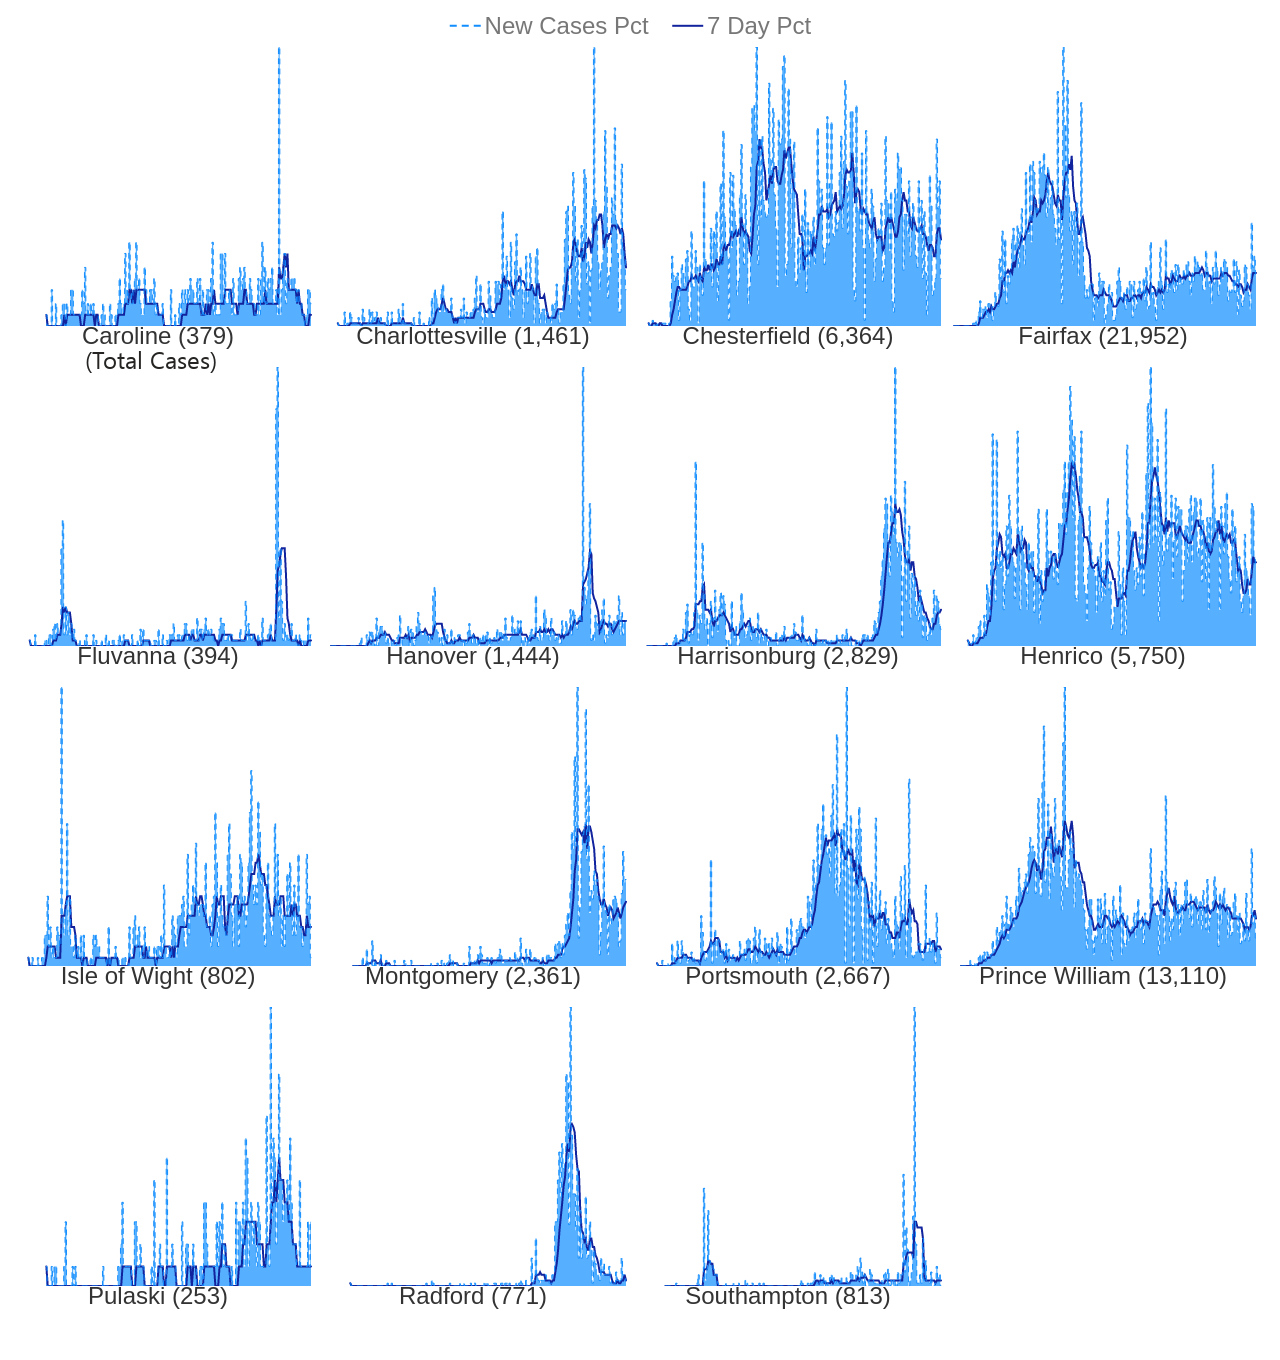 New Cases Pct 7 Day Pct
Caroline (379) Charlottesville (1,461) Chesterfield (6,364) Fairfax (21,952)
(Total Cases)
Fluvanna (394) Hanover (1,444) Harrisonburg (2,829) Henrico (5,750)
Isle of Wight (802) Montgomery (2,361) Portsmouth (2,667) Prince William (13,110)
Pulaski (253) Radford (771) Southampton (813)